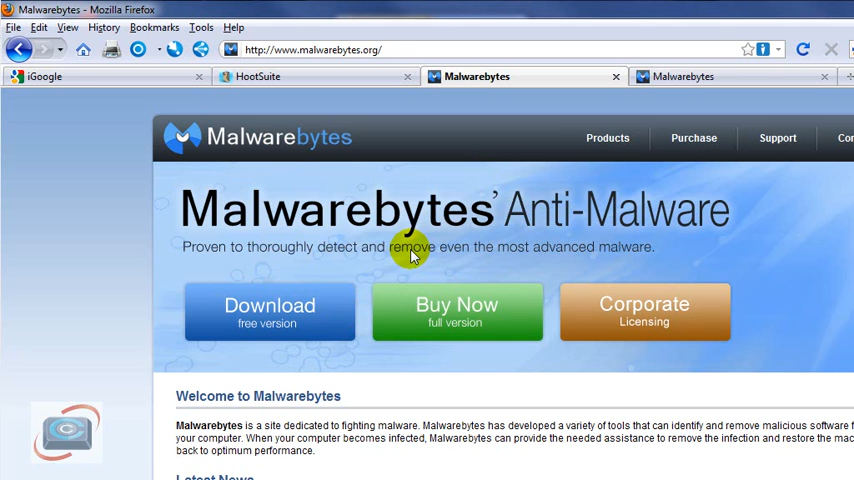 Malwarebytes - Mozilla Firefox
File Edit View History Bookmarks Tools Help
http://www.malwarebytes.org/
iGoogle HootSuite Malwarebytes Malwarebytes
Malwarebytes Products Purchase Support
Malwarebytes' Anti-Malware
Proven to thoroughly detect and remove even the most advanced malware.
Download Buy Now Corporate
free version full version Licensing
Welcome to Malwarebytes
Malwarebytes is a site dedicated to fighting malware. Malwarebytes has developed a variety of tools that can identify and remove malicious software
your computer. When your computer becomes infected, Malwarebytes can provide the needed assistance to remove the infection and restore the
back to optimum performance.
Latest News